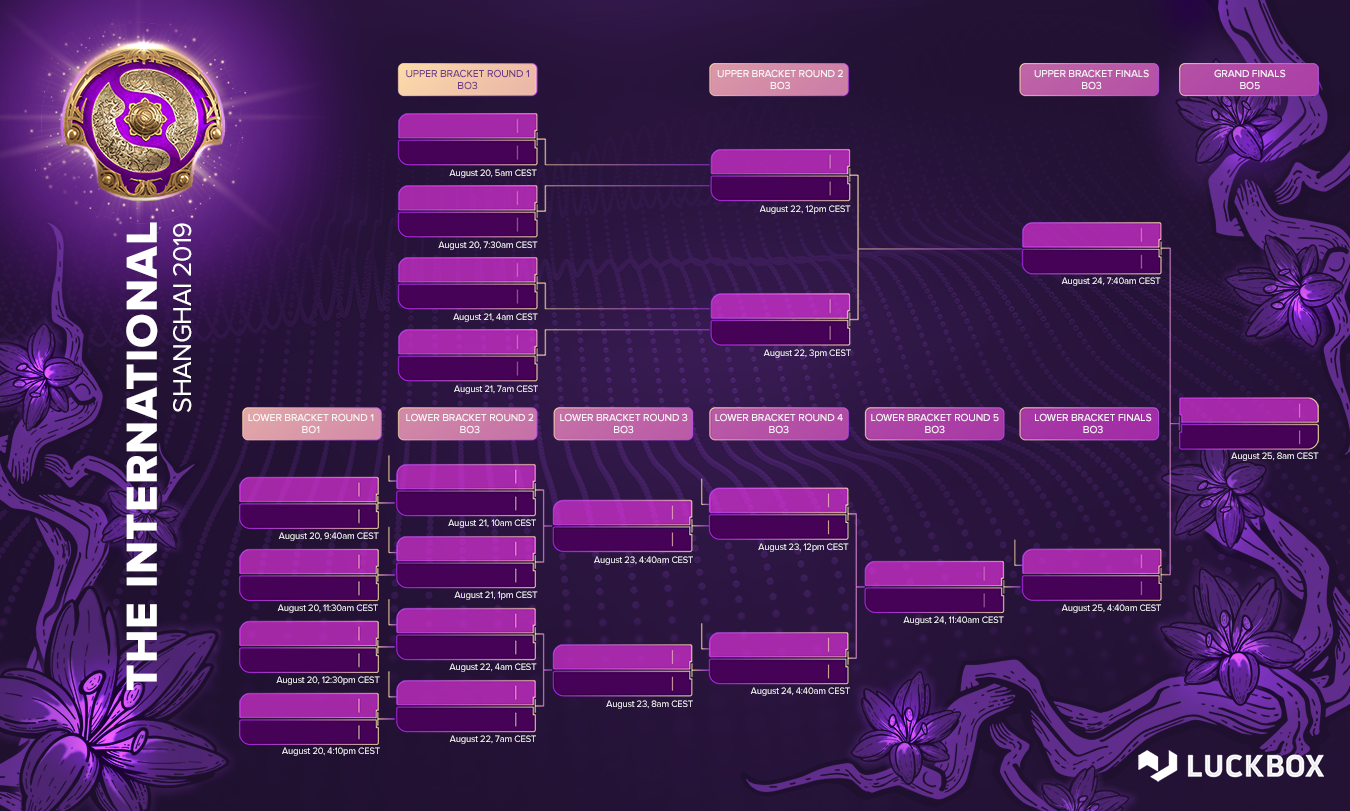 THE INTERNATIONAL
SHANGHAI 2019
UPPER BRACKET ROUND 1
BO3
UPPER BRACKET ROUND 2
BO3
UPPER BRACKET FINALS
BO3
GRAND FINALS
BO5
August 20, 5am CEST
August 20, 7:30am CEST
August 21, 4am CEST
August 21, 7am CEST
August 22, 12pm CEST
August 22, 3pm CEST
August 24, 7:40am CEST
August 25, 8am CEST
LOWER BRACKET ROUND 1
BO1
LOWER BRACKET ROUND 2
BO3
LOWER BRACKET ROUND 3
BO3
LOWER BRACKET ROUND 4
BO3
LOWER BRACKET ROUND 5
BO3
LOWER BRACKET FINALS
BO3
August 20, 9:40am CEST
August 20, 11:30am CEST
August 20, 12:30pm CEST
August 20, 4:10pm CEST
August 21, 10am CEST
August 21, 1pm CEST
August 22, 4am CEST
August 22, 7am CEST
August 23, 4:40am CEST
August 23, 8am CEST
August 23, 12pm CEST
August 24, 4:40am CEST
August 24, 11:40am CEST
August 25, 4:40am CEST
LUCKBOX